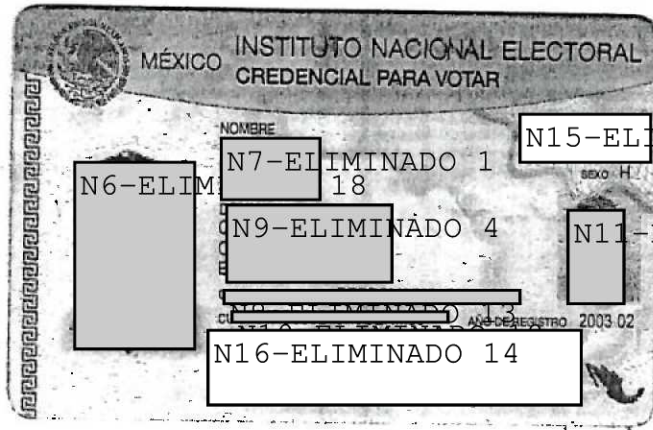 MÉXICO INSTITUTO NACIONAL ELECTORAL
CREDENCIAL PARA VOTAR
NOMBRE
N15-ELI
N7-ELIMINADO 1
SEXO H
N6-ELIM 18
N9-ELIMINADO 4
N11-
AÑO DE REGISTRO 2003 02
N16-ELIMINADO 14